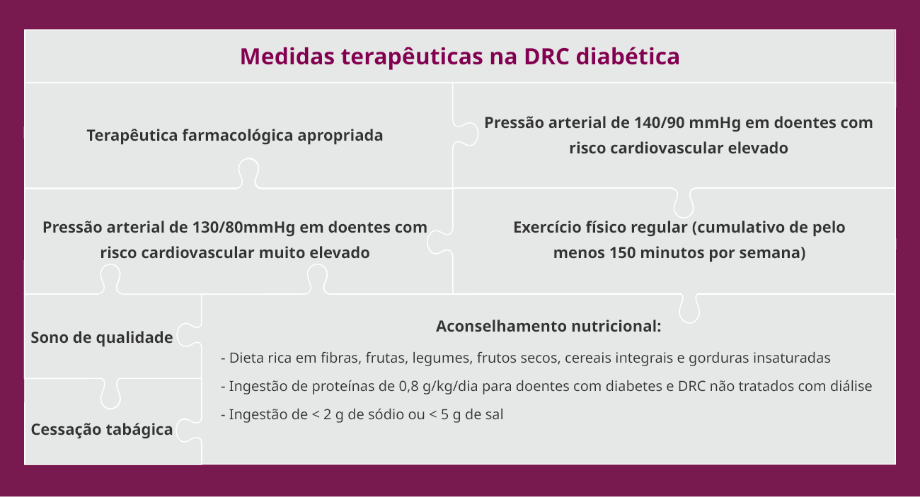 Medidas terapêuticas na DRC diabética
Terapêutica farmacológica apropriada
Pressão arterial de 140/90 mmHg em doentes com
risco cardiovascular elevado
Pressão arterial de 130/80mmHg em doentes com
risco cardiovascular muito elevado
Exercício físico regular (cumulativo de pelo
menos 150 minutos por semana)
Sono de qualidade
Cessação tabágica
Aconselhamento nutricional:
- Dieta rica em fibras, frutas, legumes, frutos secos, cereais integrais e gorduras insaturadas
- Ingestão de proteínas de 0,8 g/kg/dia para doentes com diabetes e DRC não tratados com diálise
- Ingestão de < 2 g de sódio ou < 5 g de sal